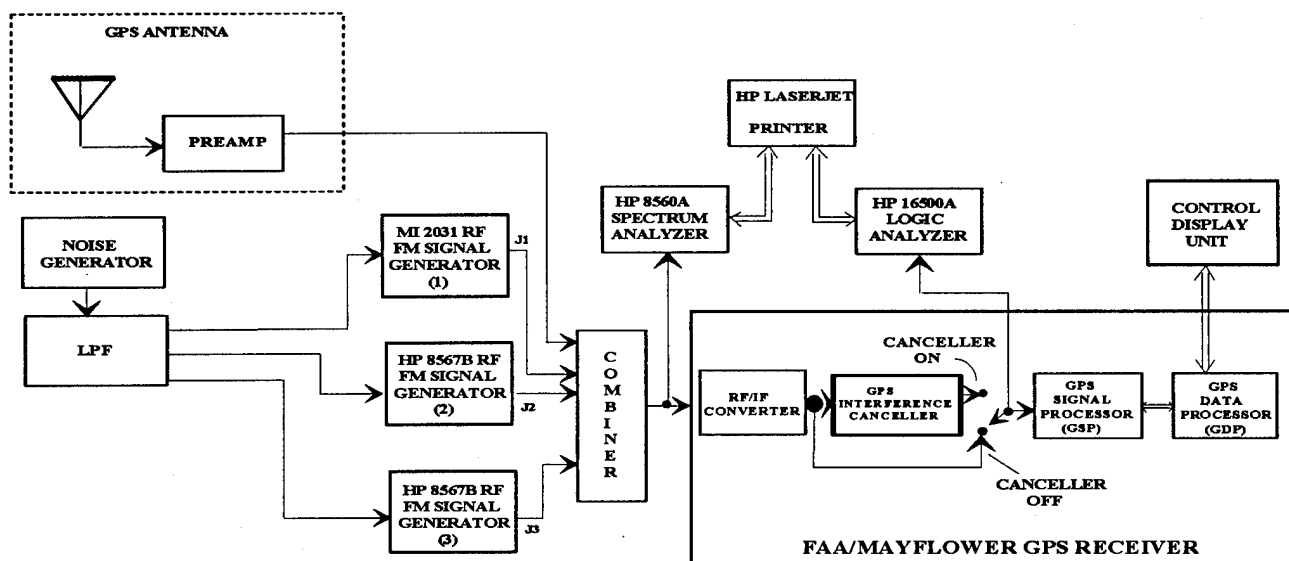 GPS ANTENNA
PREAMP
NOISE
GENERATOR
LPF
MI 2031 RF
FM SIGNAL
GENERATOR
(1)
J1
HP 8567B RF
FM SIGNAL
GENERATOR
(2)
J2
HP 8567B RF
FM SIGNAL
GENERATOR
(3)
J3
COMBINER
HP LASERJET
PRINTER
HP 8560A
SPECTRUM
ANALYZER
HP 16500A
LOGIC
ANALYZER
CONTROL
DISPLAY
UNIT
RF/IF
CONVERTER
GPS
INTERFERENCE
CANCELLER
CANCELLER
ON
CANCELLER
OFF
GPS
SIGNAL
PROCESSOR
(GSP)
GPS
DATA
PROCESSOR
(GDP)
FAA/MAYFLOWER GPS RECEIVER